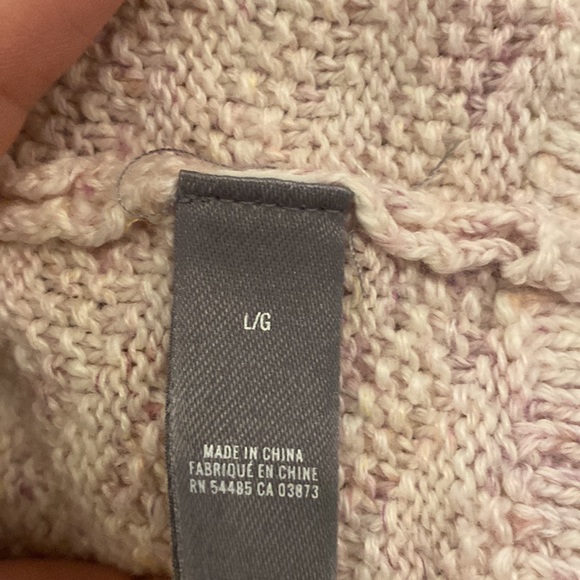 L/G
MADE IN CHINA
FABRIQUÉ EN CHINE
RN 54485 CA 03873